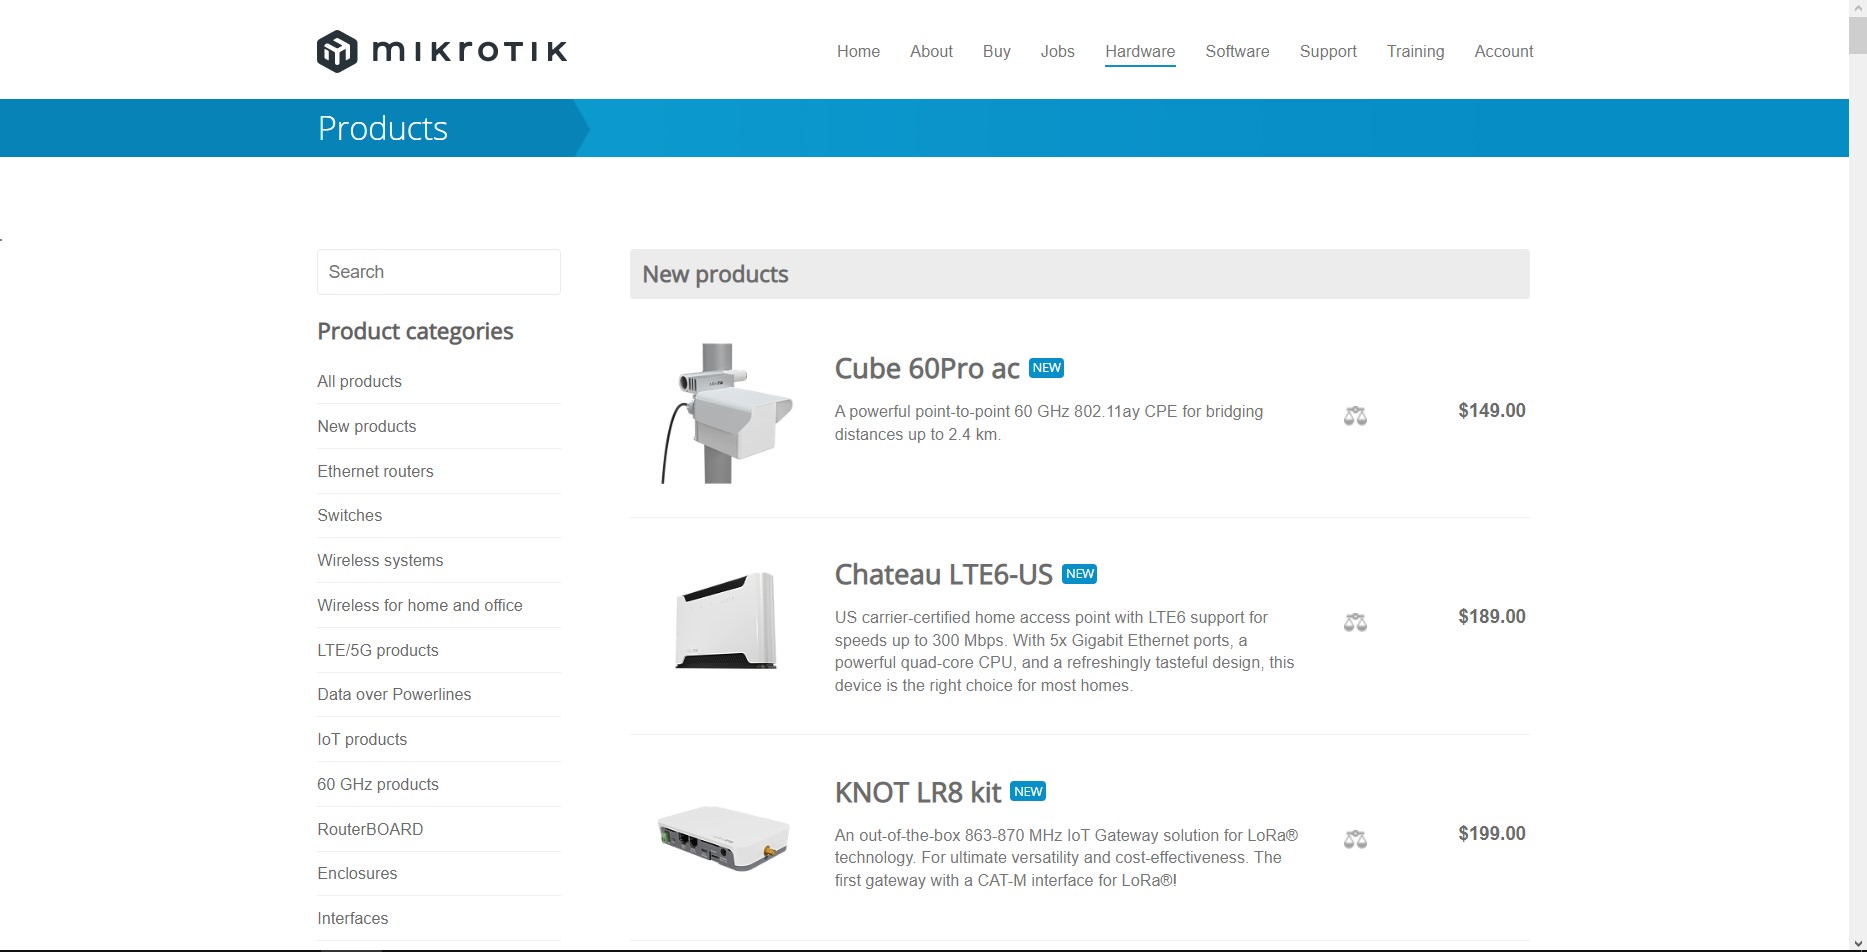 mikrotik
Home About Buy Jobs Hardware Software Support Training Account
Products
Search
Product categories
All products
New products
Ethernet routers
Switches
Wireless systems
Wireless for home and office
LTE/5G products
Data over Powerlines
IoT products
60 GHz products
RouterBOARD
Enclosures
Interfaces
New products
Cube 60Pro ac NEW
A powerful point-to-point 60 GHz 802.11ay CPE for bridging
distances up to 2.4 km.
$149.00
Chateau LTE6-US NEW
US carrier-certified home access point with LTE6 support for
speeds up to 300 Mbps. With 5x Gigabit Ethernet ports, a
powerful quad-core CPU, and a refreshingly tasteful design, this
device is the right choice for most homes.
$189.00
KNOT LR8 kit NEW
An out-of-the-box 863-870 MHz IoT Gateway solution for LoRa®
technology. For ultimate versatility and cost-effectiveness. The
first gateway with a CAT-M interface for LoRa®!
$199.00